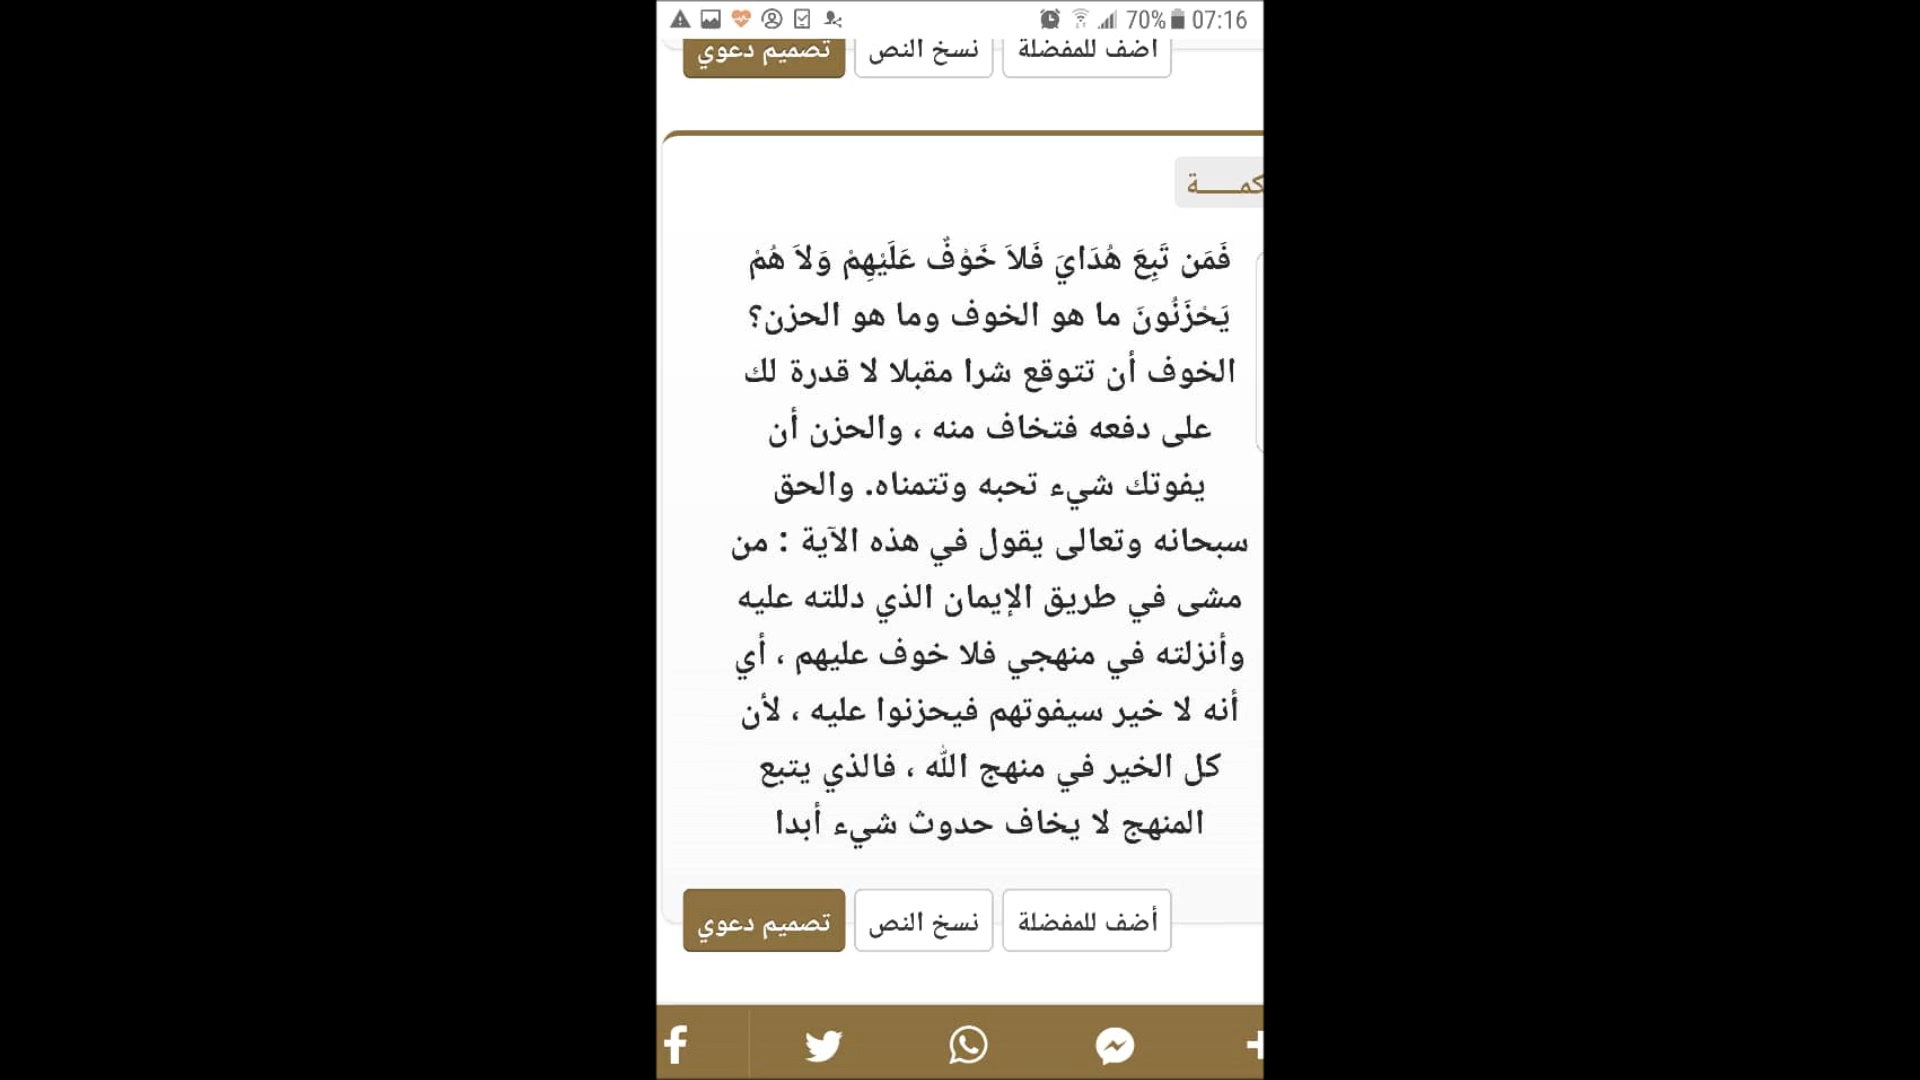 70% 07:16
أضف للمفضلة نسخ النص تصميم دعوي
كمـــــة
فَمَن تَبِعَ هُدَايَ فَلاَ خَوْفٌ عَلَيْهِمْ وَلاَ هُمْ
يَحْزَنُونَ ما هو الخوف وما هو الحزن؟
الخوف أن تتوقع شرا مقبلا لا قدرة لك
على دفعه فتخاف منه ، والحزن أن
يفوتك شيء تحبه وتتمناه. والحق
سبحانه وتعالى يقول في هذه الآية : من
مشى في طريق الإيمان الذي دللته عليه
وأنزلته في منهجي فلا خوف عليهم ، أي
أنه لا خير سيفوتهم فيحزنوا عليه ، لأن
كل الخير في منهج الله ، فالذي يتبع
المنهج لا يخاف حدوث شيء أبدا
أضف للمفضلة نسخ النص تصميم دعوي